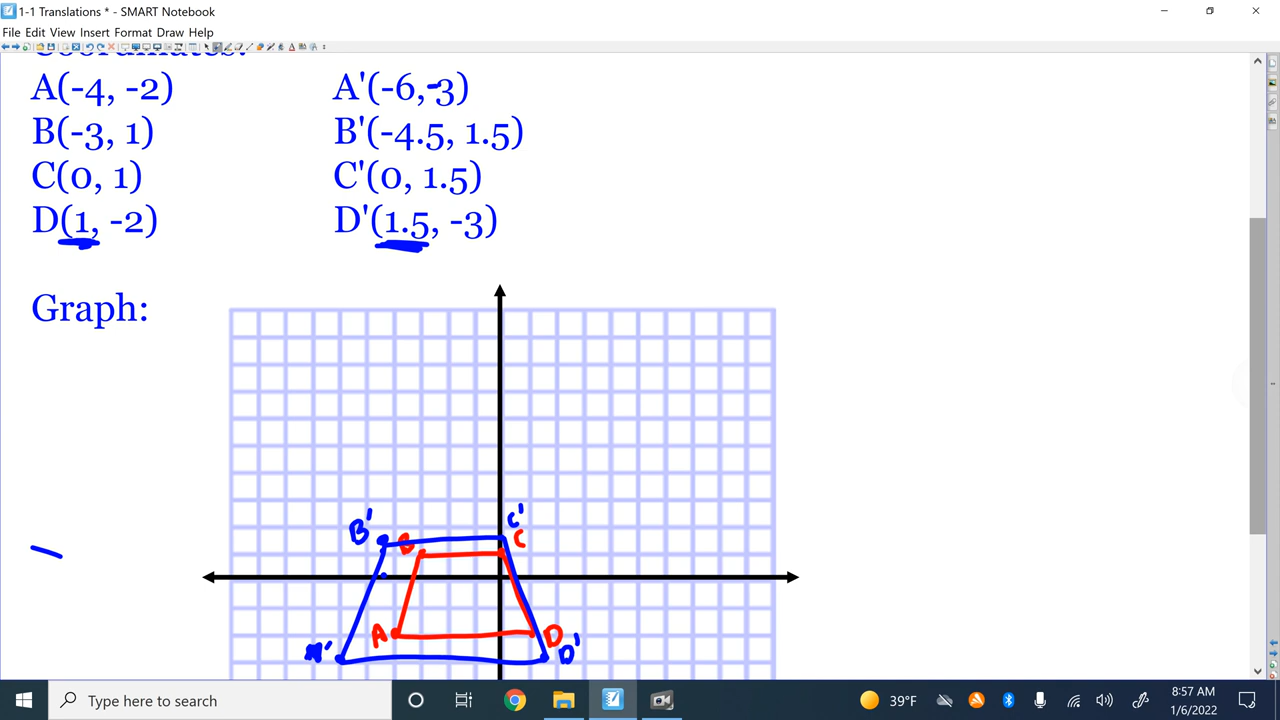 1-1 Translations * - SMART Notebook
File Edit View Insert Format Draw Help
Coordinates:
A(-4, -2) A'(-6,-3)
B(-3, 1) B'(-4.5, 1.5)
C(0, 1) C'(0, 1.5)
D(1, -2) D'(1.5, -3)
Graph:
B' B C' C
A' A D D'
Type here to search
39°F
8:57 AM
1/6/2022